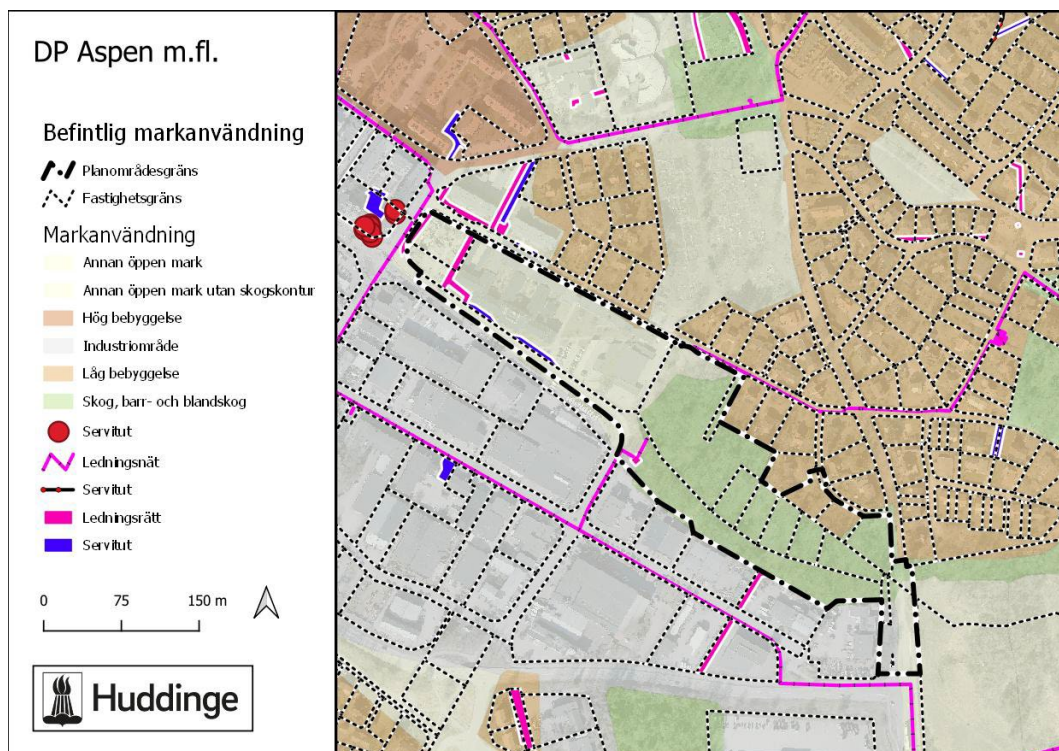 DP Aspen m.fl.
Befintlig markanvändning
Planområdesgräns
Fastighetsgräns
Markanvändning
Annan öppen mark
Annan öppen mark utan skogskontur
Hög bebyggelse
Industriområde
Låg bebyggelse
Skog, barr- och blandskog
Servitut
Ledningsnät
Servitut
Ledningsrätt
Servitut
0 75 150 m
Huddinge